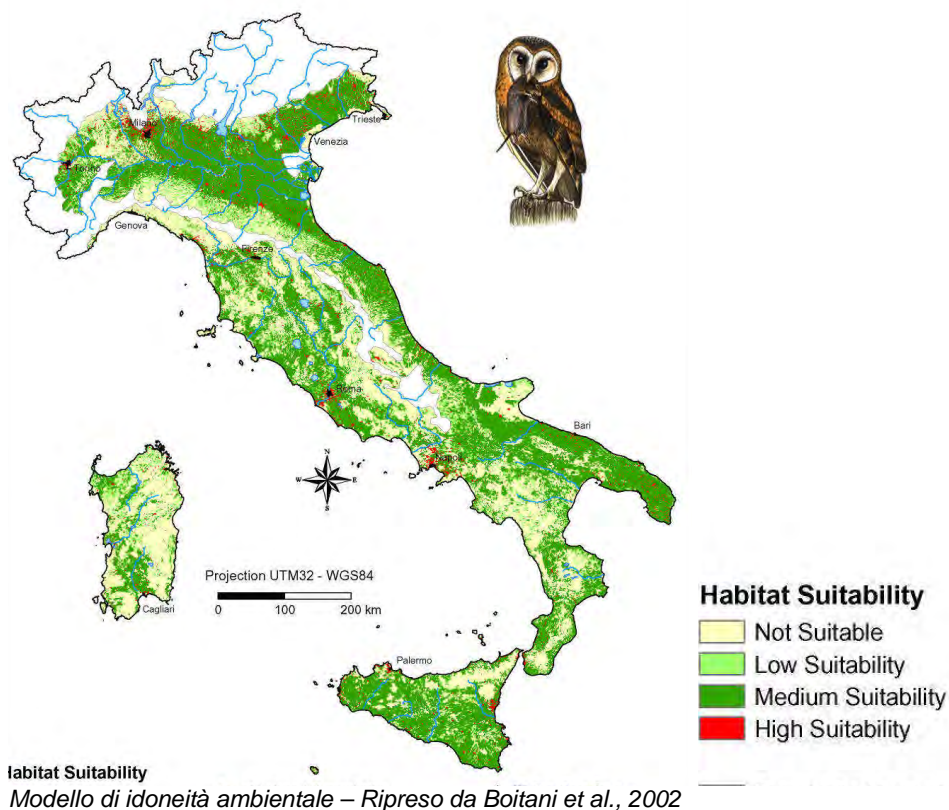 Milano
Trieste
Venezia
Torino
Genova
Firenze
Roma
Bari
Napoli
N
W E
S
Projection UTM32 - WGS84
0 100 200 km
Cagliari
Palermo
Habitat Suitability
Not Suitable
Low Suitability
Medium Suitability
High Suitability
labitat Suitability
Modello di idoneità ambientale – Ripreso da Boitani et al., 2002